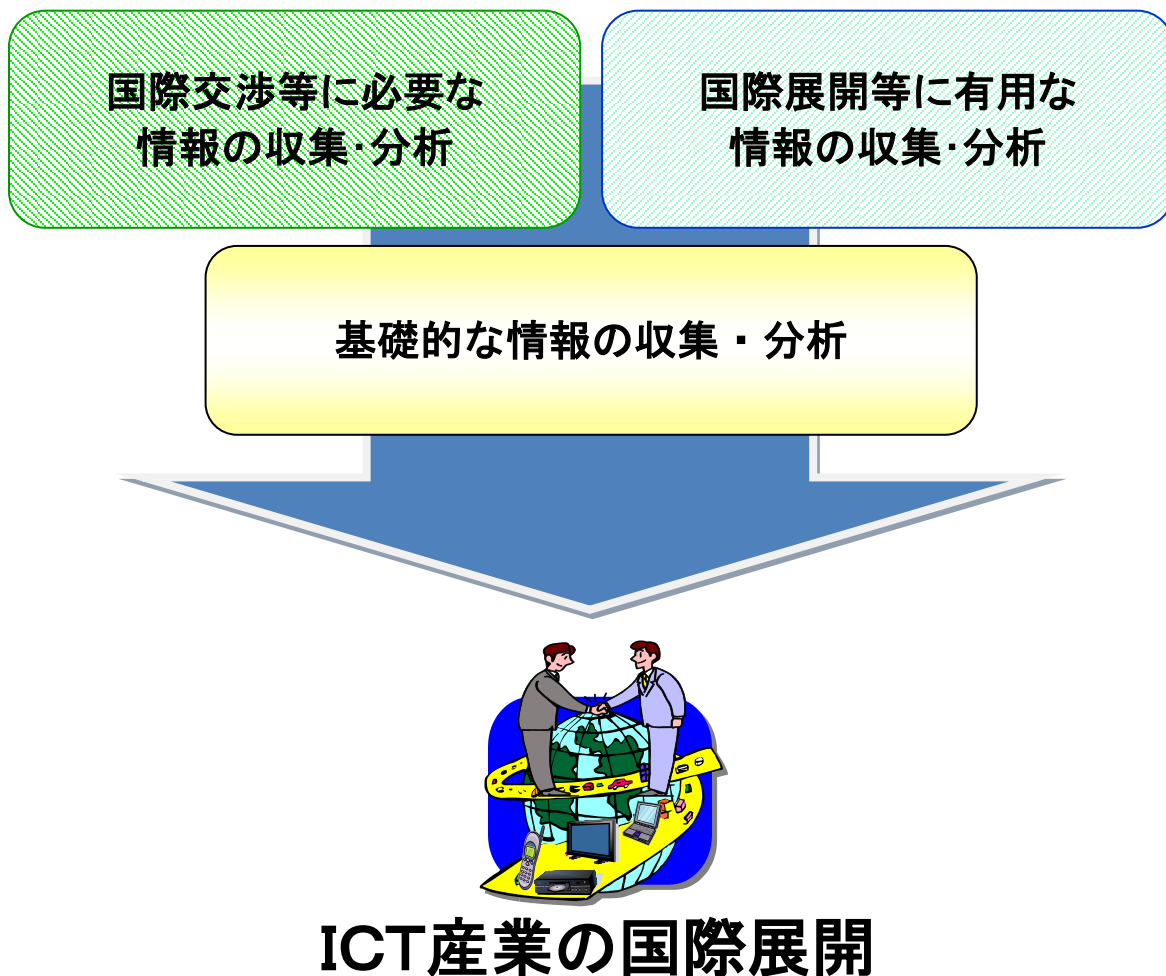 国際交渉等に必要な
情報の収集･分析
国際展開等に有用な
情報の収集･分析
基礎的な情報の収集・分析
ICT産業の国際展開